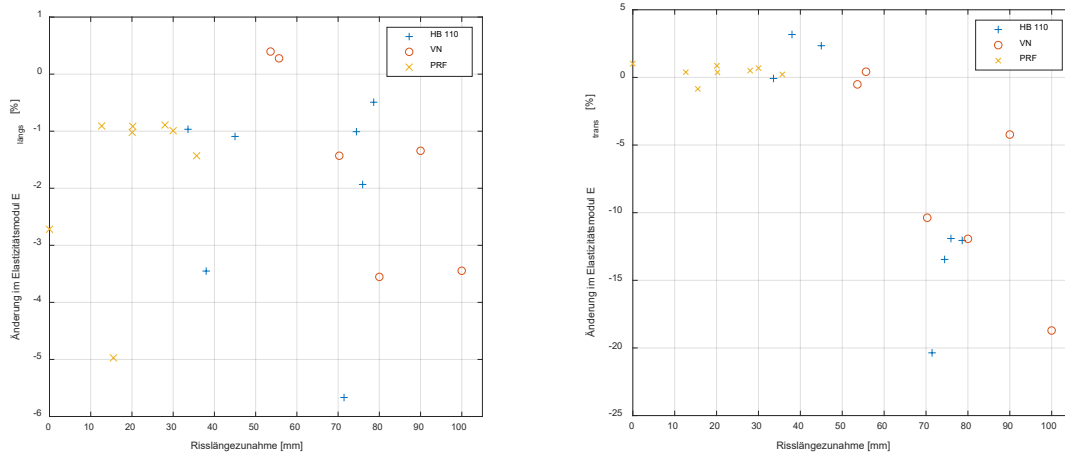 1
0
-1
-2
-3
-4
-5
-6
0 10 20 30 40 50 60 70 80 90 100
Risslängezunahme [mm]
Änderung im Elastizitätsmodul E längs [%]
HB 110
VN
PRF
5
0
-5
-10
-15
-20
-25
0 10 20 30 40 50 60 70 80 90 100
Risslängezunahme [mm]
Änderung im Elastizitätsmodul E trans [%]
HB 110
VN
PRF